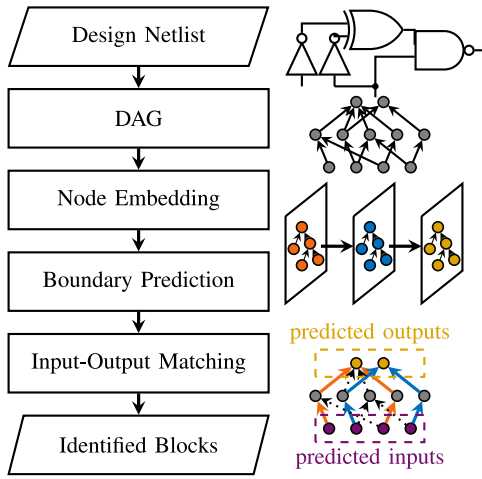 Design Netlist
DAG
Node Embedding
Boundary Prediction
predicted outputs
Input-Output Matching
Identified Blocks
predicted inputs